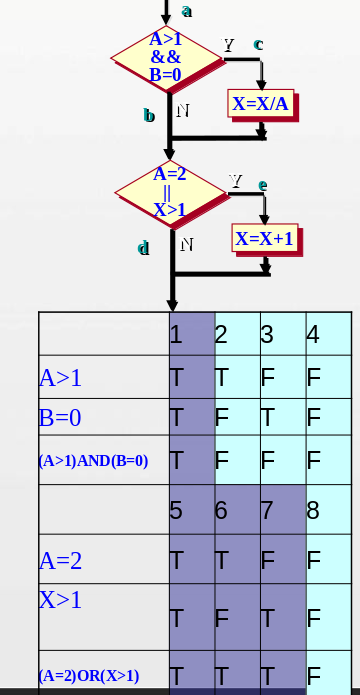 a
A>1
&&
B=0
Y
c
X=X/A
b
N
A=2
||
X>1
Y
e
X=X+1
d
N
1 2 3 4
A>1 T T F F
B=0 T F T F
(A>1)AND(B=0) T F F F
5 6 7 8
A=2 T T F F
X>1 T F T F
(A=2)OR(X>1) T T T F